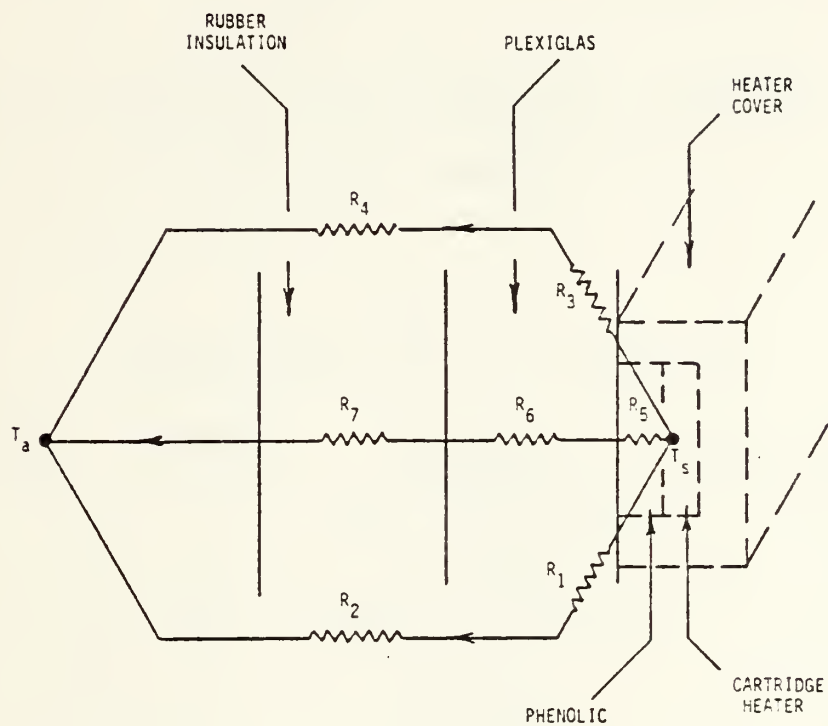 RUBBER
INSULATION
PLEXIGLAS
HEATER
COVER
R4
R3
Ta
R7
R6
R5
Ts
R1
R2
PHENOLIC
CARTRIDGE
HEATER